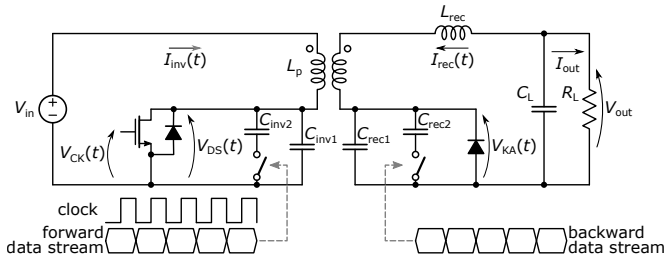 L_rec
I_inv(t)
L_p
I_rec(t)
I_out
V_in
+
−
C_inv2
C_inv1
C_rec1
C_rec2
C_L
R_L
V_out
V_CK(t)
V_DS(t)
V_KA(t)
clock
forward
data stream
backward
data stream